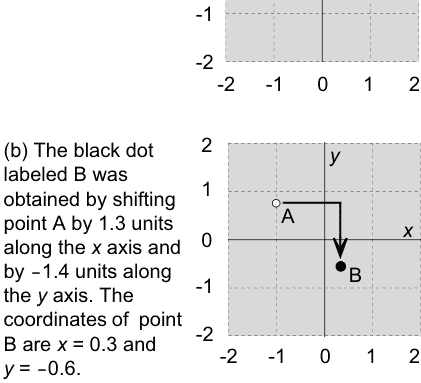 -1
-2
-2 -1 0 1 2
(b) The black dot
labeled B was
obtained by shifting
point A by 1.3 units
along the x axis and
by -1.4 units along
the y axis. The
coordinates of point
B are x = 0.3 and
y = -0.6.
2
y
1
A
x
0
B
-1
-2
-2 -1 0 1 2